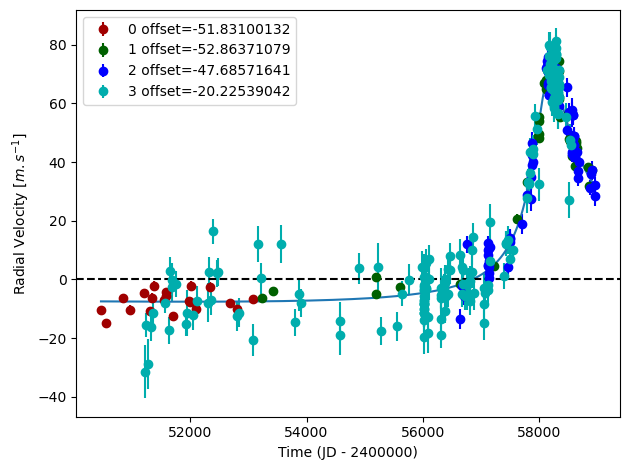 0 offset=-51.83100132
1 offset=-52.86371079
2 offset=-47.68571641
3 offset=-20.22539042
Radial Velocity [m.s⁻¹]
80
60
40
20
0
−20
−40
52000
54000
56000
58000
Time (JD - 2400000)